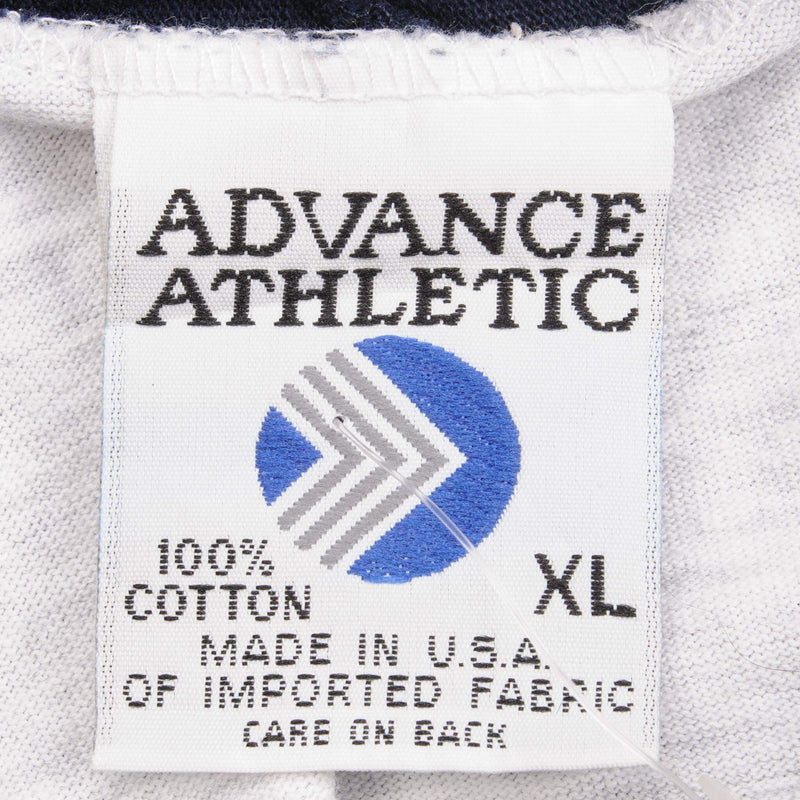 ADVANCE
ATHLETIC
100%
COTTON
XL
MADE IN U.S.A.
OF IMPORTED FABRIC
CARE ON BACK